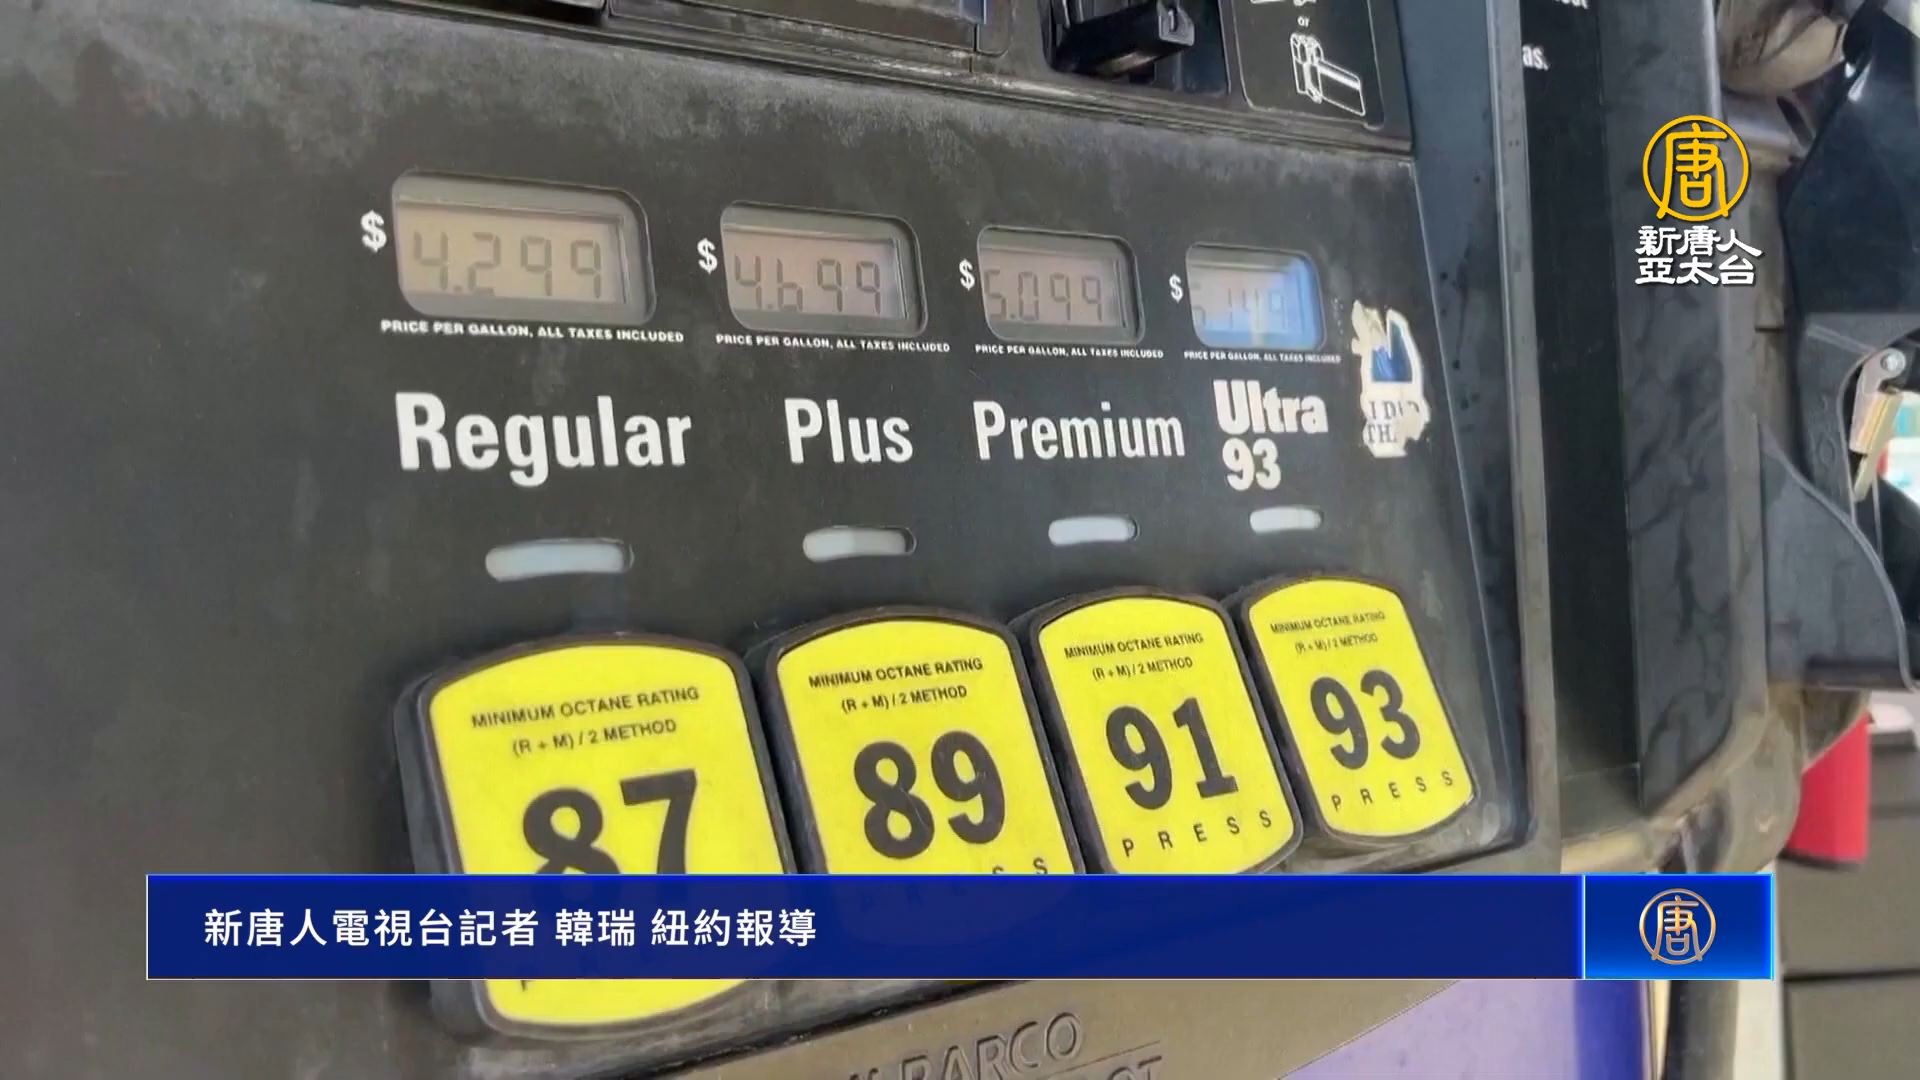 or
as.
唐
新唐人
亞太台
$ 4.299
$ 4.699
$ 5.099
$
PRICE PER GALLON, ALL TAXES INCLUDED
PRICE PER GALLON, ALL TAXES INCLUDED
PRICE PER GALLON, ALL TAXES INCLUDED
PRICE PER GALLON, ALL TAXES INCLUDED
Regular
Plus
Premium
Ultra
93
MINIMUM OCTANE RATING
(R + M) / 2 METHOD
87
MINIMUM OCTANE RATING
(R + M) / 2 METHOD
89
MINIMUM OCTANE RATING
(R + M) / 2 METHOD
91
PRESS
MINIMUM OCTANE RATING
(R + M) / 2 METHOD
93
PRESS
新唐人電視台記者 韓瑞 紐約報導
唐